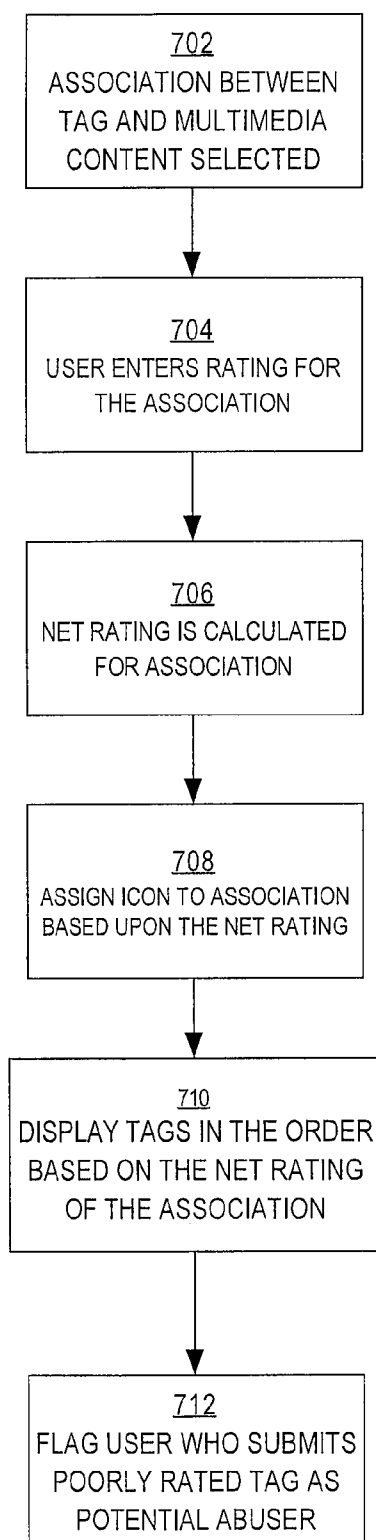 702
ASSOCIATION BETWEEN
TAG AND MULTIMEDIA
CONTENT SELECTED
704
USER ENTERS RATING FOR
THE ASSOCIATION
706
NET RATING IS CALCULATED
FOR ASSOCIATION
708
ASSIGN ICON TO ASSOCIATION
BASED UPON THE NET RATING
710
DISPLAY TAGS IN THE ORDER
BASED ON THE NET RATING
OF THE ASSOCIATION
712
FLAG USER WHO SUBMITS
POORLY RATED TAG AS
POTENTIAL ABUSER